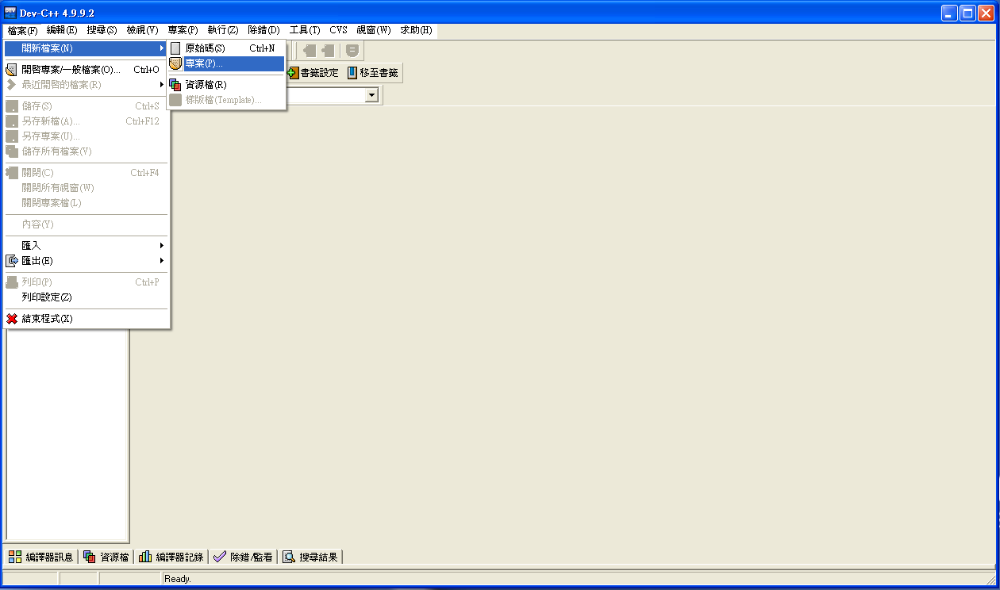 Dev-C++ 4.9.9.2
檔案(F) 編輯(E) 搜尋(S) 檢視(V) 專案(P) 執行(Z) 除錯(D) 工具(T) CVS 視窗(W) 求助(H)
開新檔案(N)
原始碼(S) Ctrl+N
專案(P)...
資源檔(R)
樣版檔(Template)...
書籤設定 移至書籤
開啓專案/一般檔案(O)... Ctrl+O
最近開啓的檔案(R)
儲存(S) Ctrl+S
另存新檔(A)... Ctrl+F12
另存專案(U)...
儲存所有檔案(V)
關閉(C) Ctrl+F4
關閉所有視窗(W)
關閉專案檔(L)
內容(Y)
匯入
匯出(E)
列印(P) Ctrl+P
列印設定(Z)
結束程式(X)
編譯器訊息 資源檔 編譯器記錄 除錯/監看 搜尋結果
Ready.